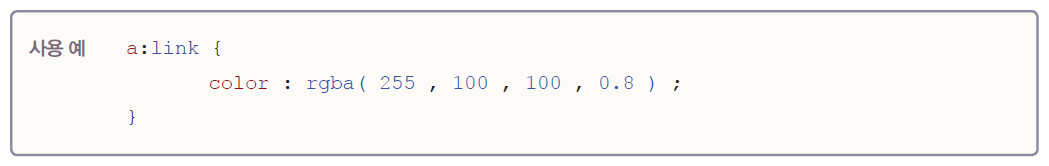 사용 예 a:link {
color : rgba( 255 , 100 , 100 , 0.8 ) ;
}